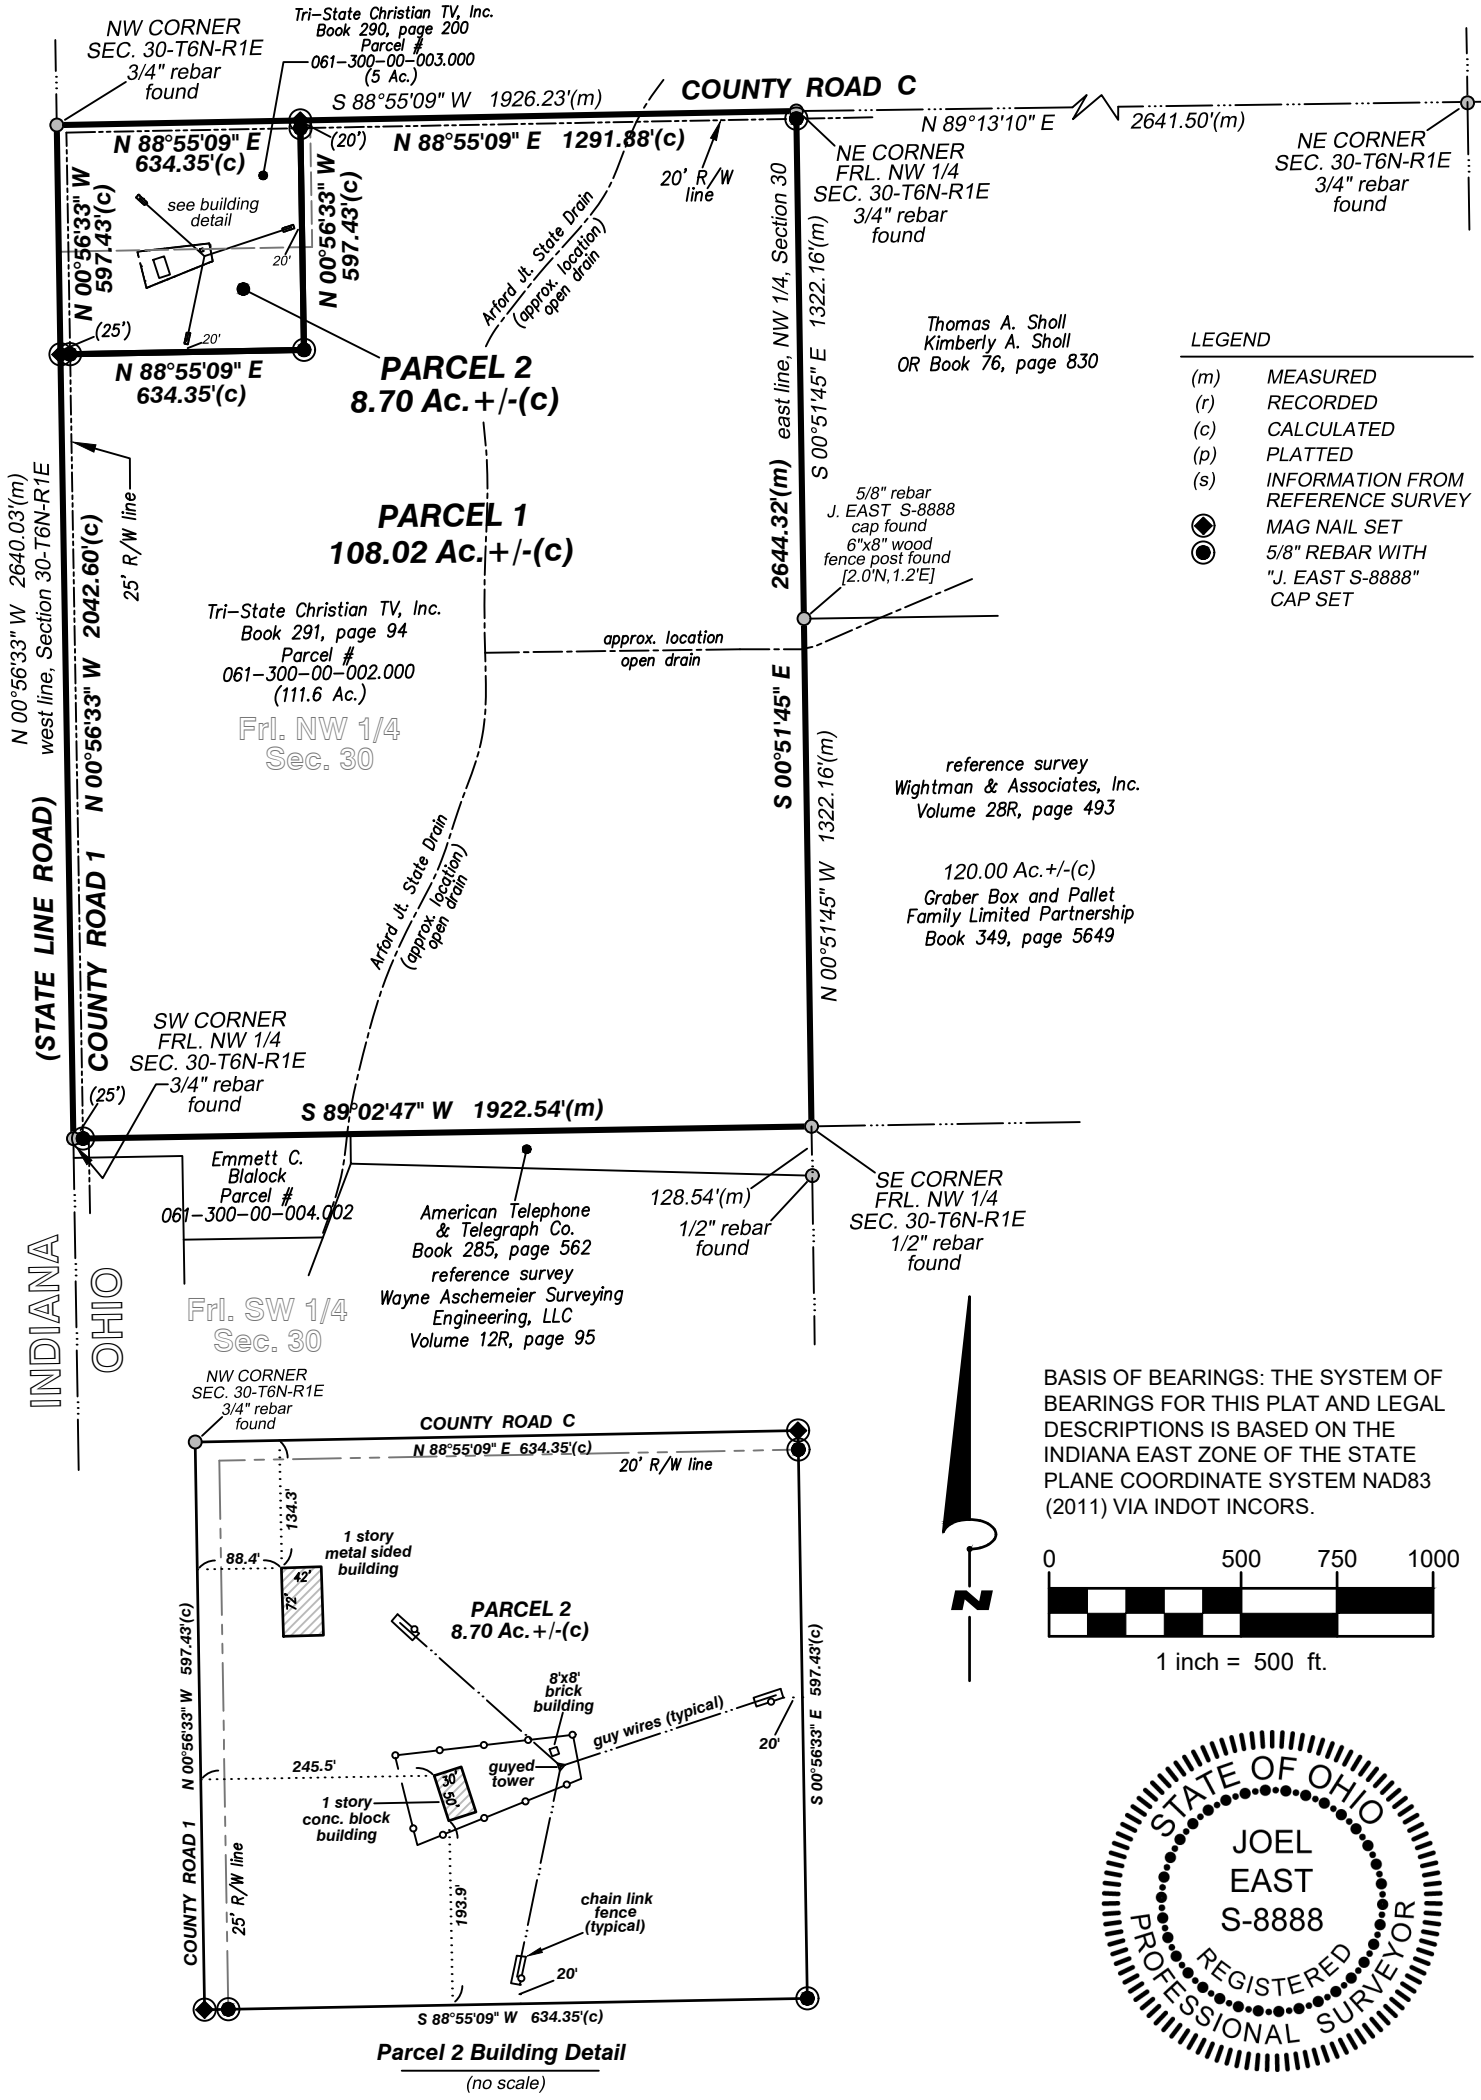 NW CORNER
SEC. 30-T6N-R1E
3/4" rebar
found
Tri-State Christian TV, Inc.
Book 290, page 200
Parcel #
061-300-00-003.000
(5 Ac.)
S 88°55'09" W 1926.23'(m)
COUNTY ROAD C
N 89°13'10" E 2641.50'(m)
NE CORNER
SEC. 30-T6N-R1E
3/4" rebar
found
N 88°55'09" E
634.35'(c)
(20')
N 88°55'09" E 1291.88'(c)
20' R/W
line
NE CORNER
FRL. NW 1/4
SEC. 30-T6N-R1E
3/4" rebar
found
N 00°56'33" W
597.43'(c)
see building
detail
20'
20'
N 00°56'33" W
597.43'(c)
Arford Jt. State Drain
(approx. location)
open drain
east line, NW 1/4, Section 30
S 00°51'45" E 1322.16'(m)
(25')
N 88°55'09" E
634.35'(c)
PARCEL 2
8.70 Ac.+/-(c)
Thomas A. Sholl
Kimberly A. Sholl
OR Book 76, page 830
LEGEND
(m) MEASURED
(r) RECORDED
(c) CALCULATED
(p) PLATTED
(s) INFORMATION FROM
REFERENCE SURVEY
MAG NAIL SET
5/8" REBAR WITH
"J. EAST S-8888"
CAP SET
N 00°56'33" W 2640.03'(m)
west line, Section 30-T6N-R1E
N 00°56'33" W 2042.60'(c)
25' R/W line
PARCEL 1
108.02 Ac.+/-(c)
S 00°51'45" E 2644.32'(m)
5/8" rebar
J. EAST S-8888
cap found
6"x8" wood
fence post found
[2.0'N,1.2'E]
Tri-State Christian TV, Inc.
Book 291, page 94
Parcel #
061-300-00-002.000
(111.6 Ac.)
approx. location
open drain
Frl. NW 1/4
Sec. 30
N 00°51'45" W 1322.16'(m)
reference survey
Wightman & Associates, Inc.
Volume 28R, page 493
120.00 Ac.+/-(c)
Graber Box and Pallet
Family Limited Partnership
Book 349, page 5649
(STATE LINE ROAD)
COUNTY ROAD 1
Arford Jt. State Drain
(approx. location)
open drain
SW CORNER
FRL. NW 1/4
SEC. 30-T6N-R1E
3/4" rebar
found
(25')
S 89°02'47" W 1922.54'(m)
Emmett C.
Blalock
Parcel #
061-300-00-004.002
American Telephone
& Telegraph Co.
Book 285, page 562
reference survey
Wayne Aschemeier Surveying
Engineering, LLC
Volume 12R, page 95
128.54'(m)
1/2" rebar
found
SE CORNER
FRL. NW 1/4
SEC. 30-T6N-R1E
1/2" rebar
found
INDIANA
OHIO
Frl. SW 1/4
Sec. 30
NW CORNER
SEC. 30-T6N-R1E
3/4" rebar
found
COUNTY ROAD C
N 88°55'09" E 634.35'(c)
20' R/W line
134.3'
88.4'
42'
72'
1 story
metal sided
building
PARCEL 2
8.70 Ac.+/-(c)
8'x8'
brick
building
guy wires (typical)
20'
N 00°56'33" W 597.43'(c)
COUNTY ROAD 1
S 00°56'33" E 597.43'(c)
245.5'
guyed
tower
30'
50'
1 story
conc. block
building
193.9'
25' R/W line
chain link
fence
(typical)
20'
S 88°55'09" W 634.35'(c)
Parcel 2 Building Detail
(no scale)
N
BASIS OF BEARINGS: THE SYSTEM OF
BEARINGS FOR THIS PLAT AND LEGAL
DESCRIPTIONS IS BASED ON THE
INDIANA EAST ZONE OF THE STATE
PLANE COORDINATE SYSTEM NAD83
(2011) VIA INDOT INCORS.
0 500 750 1000
1 inch = 500 ft.
STATE OF OHIO
JOEL
EAST
S-8888
REGISTERED
PROFESSIONAL SURVEYOR